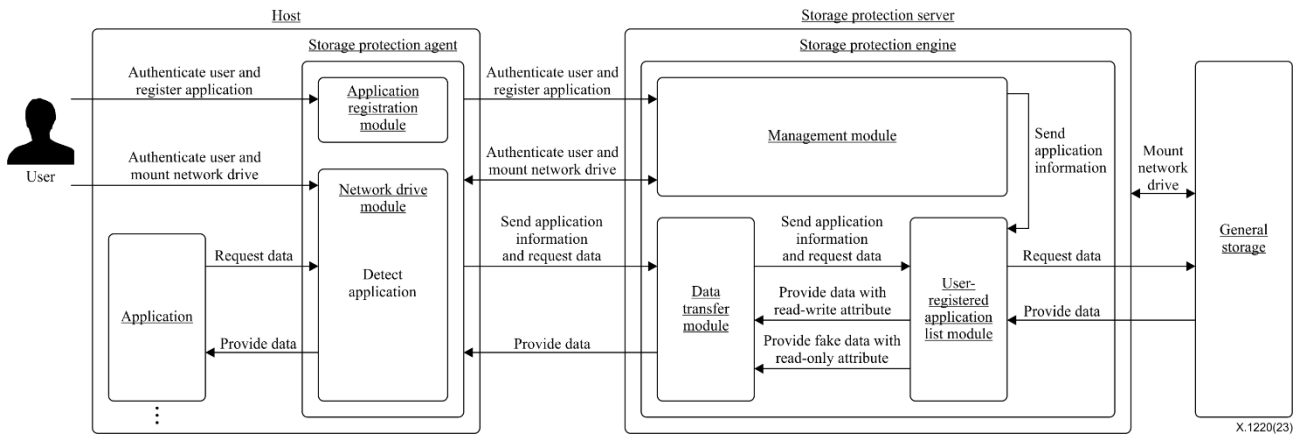 Host
Storage protection server
Storage protection agent
Storage protection engine
Authenticate user and
register application
Application
registration
module
Authenticate user and
register application
Management module
Send
application
information
User
Authenticate user and
mount network drive
Network drive
module
Authenticate user and
mount network drive
Mount
network
drive
General
storage
Application
Request data
Detect
application
Send application
information
and request data
Data
transfer
module
Send application
information
and request data
User-
registered
application
list module
Request data
Provide data with
read-write attribute
Provide data
Provide data
Provide data
Provide fake data with
read-only attribute
⋮
X.1220(23)